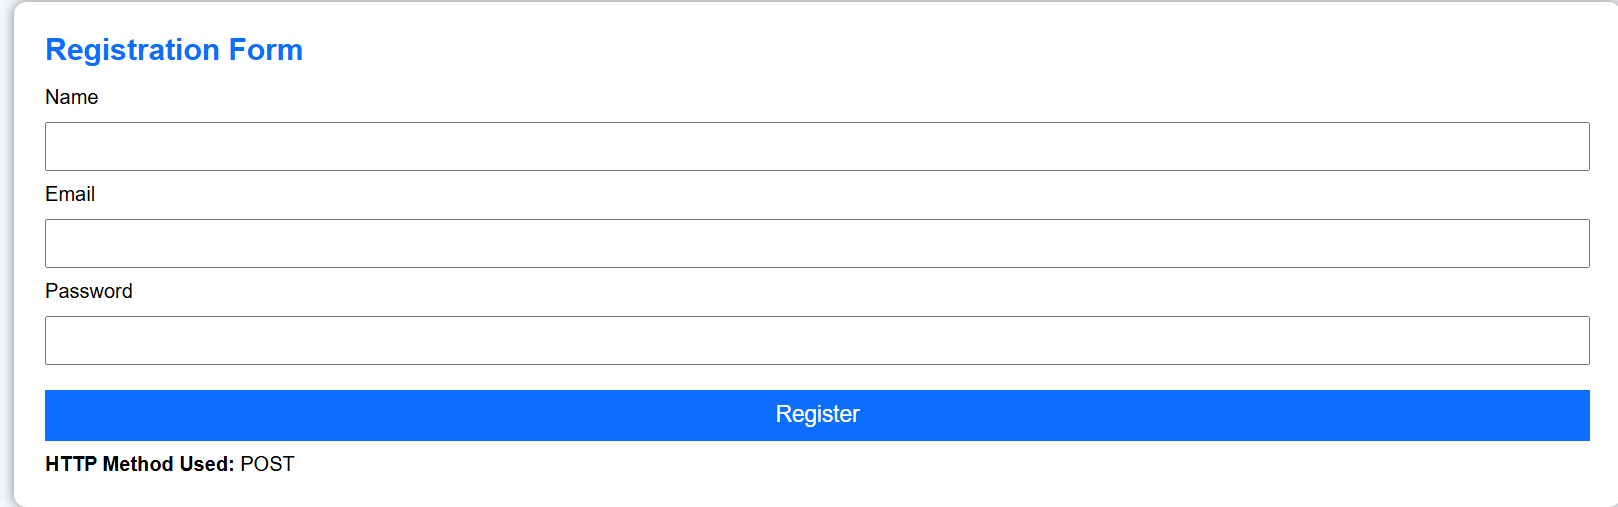 Registration Form
Name
Email
Password
Register
HTTP Method Used: POST